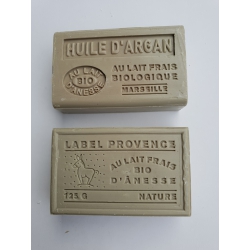 HUILE D'ARGAN
AU LAIT
BIO
D'ÂNESSE
AU LAIT FRAIS
BIOLOGIQUE
MARSEILLE
LABEL PROVENCE
AU LAIT FRAIS
BIO
D'ÂNESSE
125 G
NATURE